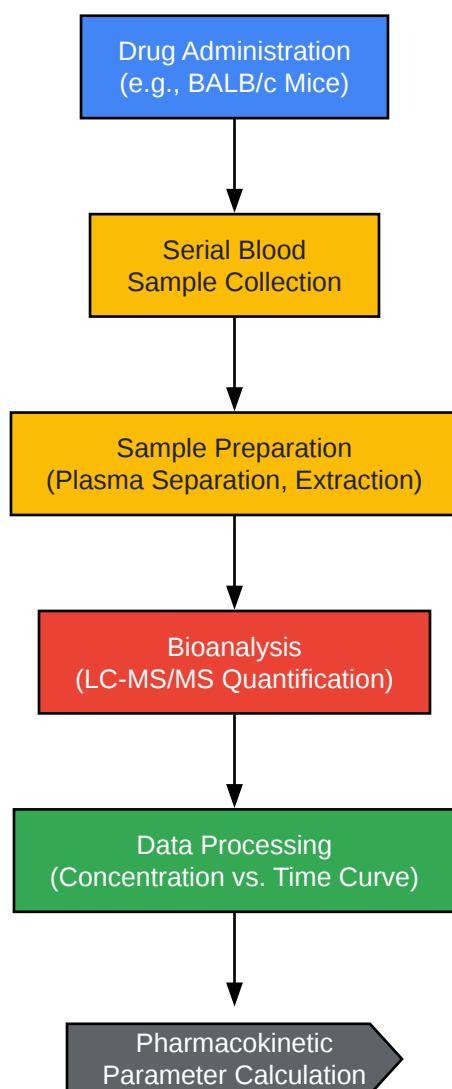 Drug Administration
(e.g., BALB/c Mice)
Serial Blood
Sample Collection
Sample Preparation
(Plasma Separation, Extraction)
Bioanalysis
(LC-MS/MS Quantification)
Data Processing
(Concentration vs. Time Curve)
Pharmacokinetic
Parameter Calculation